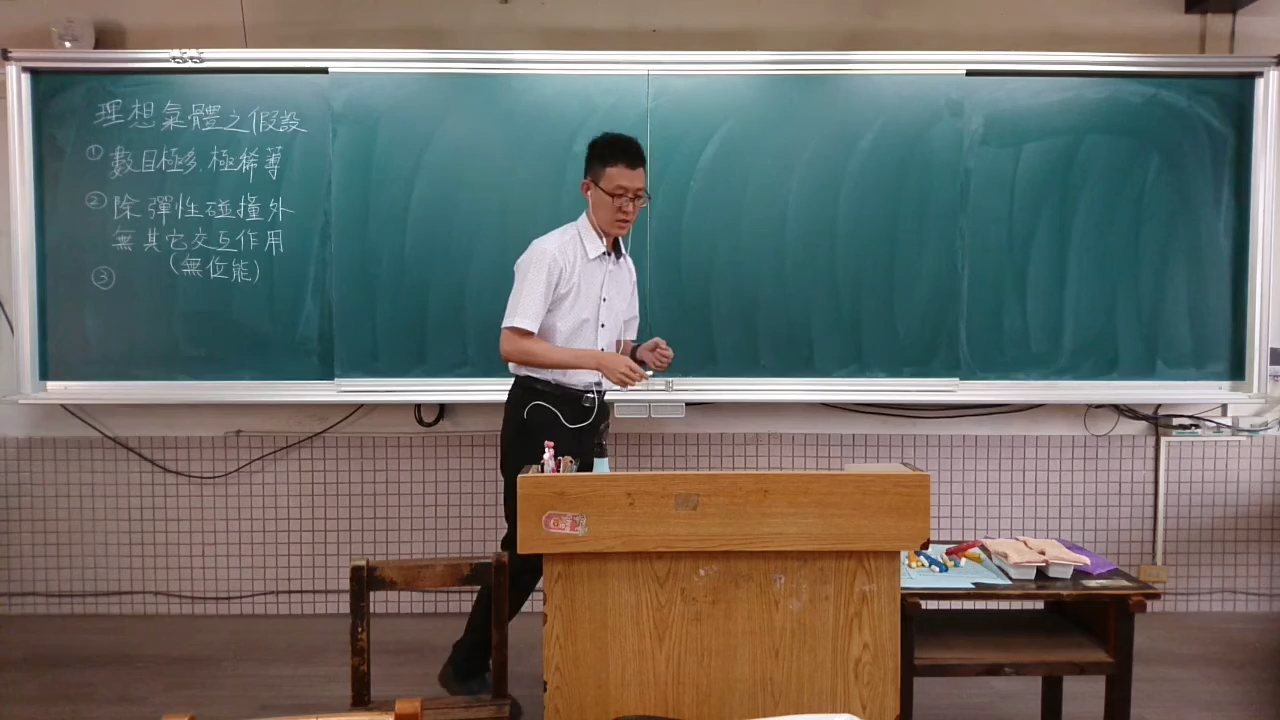 理想氣體之假設
① 數目極多.極稀薄
② 除彈性碰撞外
無其它交互作用
(無位能)
③